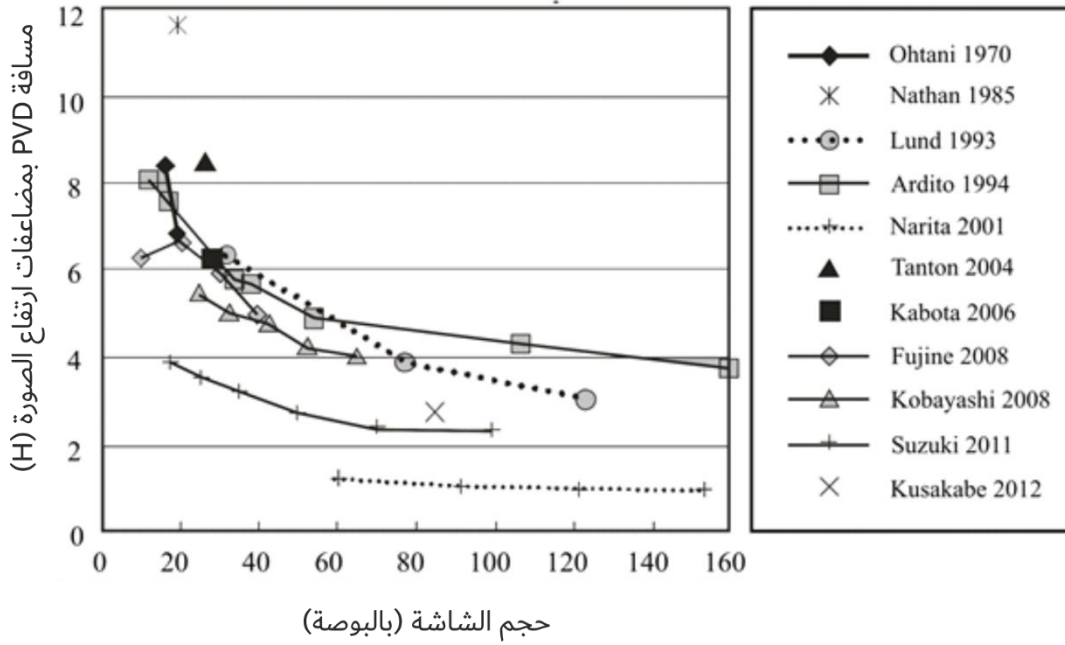 مسافة PVD بمضاعفات ارتفاع الصورة (H)
12
10
8
6
4
2
0
0 20 40 60 80 100 120 140 160
حجم الشاشة (بالبوصة)
Ohtani 1970
Nathan 1985
Lund 1993
Ardito 1994
Narita 2001
Tanton 2004
Kabota 2006
Fujine 2008
Kobayashi 2008
Suzuki 2011
Kusakabe 2012